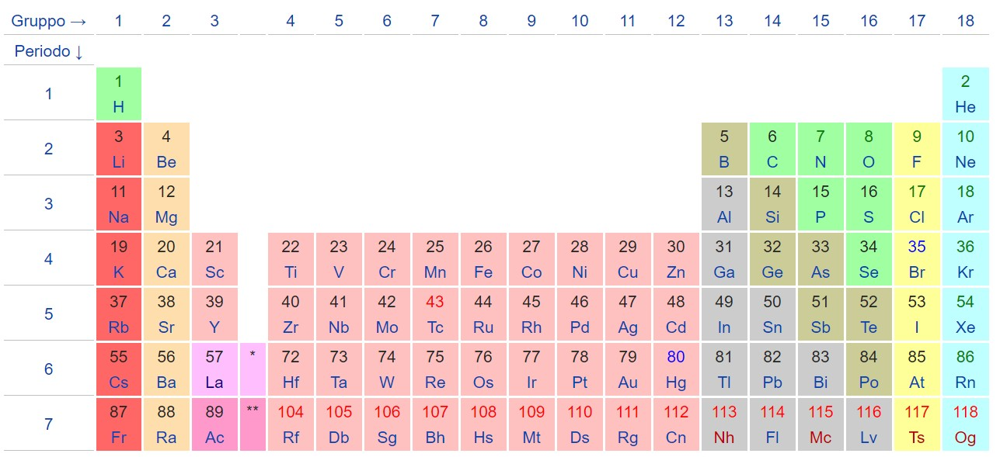 Gruppo → 1 2 3 4 5 6 7 8 9 10 11 12 13 14 15 16 17 18
Periodo ↓
1 2
1
H He
3 4 5 6 7 8 9 10
2
Li Be B C N O F Ne
11 12 13 14 15 16 17 18
3
Na Mg Al Si P S Cl Ar
19 20 21 22 23 24 25 26 27 28 29 30 31 32 33 34 35 36
4
K Ca Sc Ti V Cr Mn Fe Co Ni Cu Zn Ga Ge As Se Br Kr
37 38 39 40 41 42 43 44 45 46 47 48 49 50 51 52 53 54
5
Rb Sr Y Zr Nb Mo Tc Ru Rh Pd Ag Cd In Sn Sb Te I Xe
55 56 57 * 72 73 74 75 76 77 78 79 80 81 82 83 84 85 86
6
Cs Ba La Hf Ta W Re Os Ir Pt Au Hg Tl Pb Bi Po At Rn
87 88 89 ** 104 105 106 107 108 109 110 111 112 113 114 115 116 117 118
7
Fr Ra Ac Rf Db Sg Bh Hs Mt Ds Rg Cn Nh Fl Mc Lv Ts Og